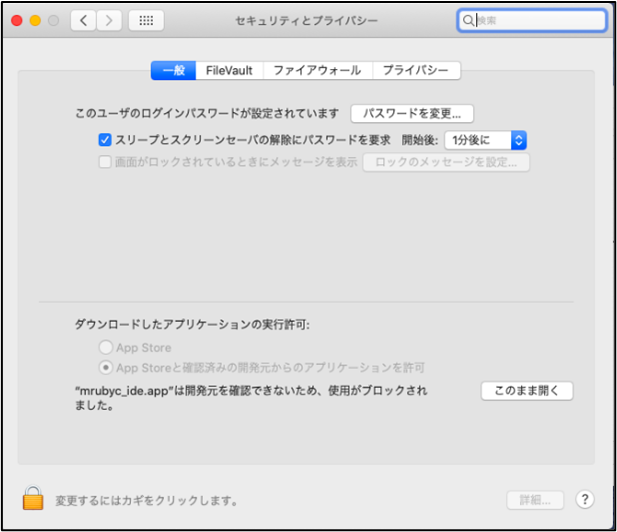 セキュリティとプライバシー
検索
一般 FileVault ファイアウォール プライバシー
このユーザのログインパスワードが設定されています パスワードを変更...
スリープとスクリーンセーバの解除にパスワードを要求 開始後: 1分後に
画面がロックされているときにメッセージを表示 ロックのメッセージを設定...
ダウンロードしたアプリケーションの実行許可:
App Store
App Storeと確認済みの開発元からのアプリケーションを許可
“mrubyc_ide.app”は開発元を確認できないため、使用がブロックされ
ました。
このまま開く
変更するにはカギをクリックします。
詳細...
?